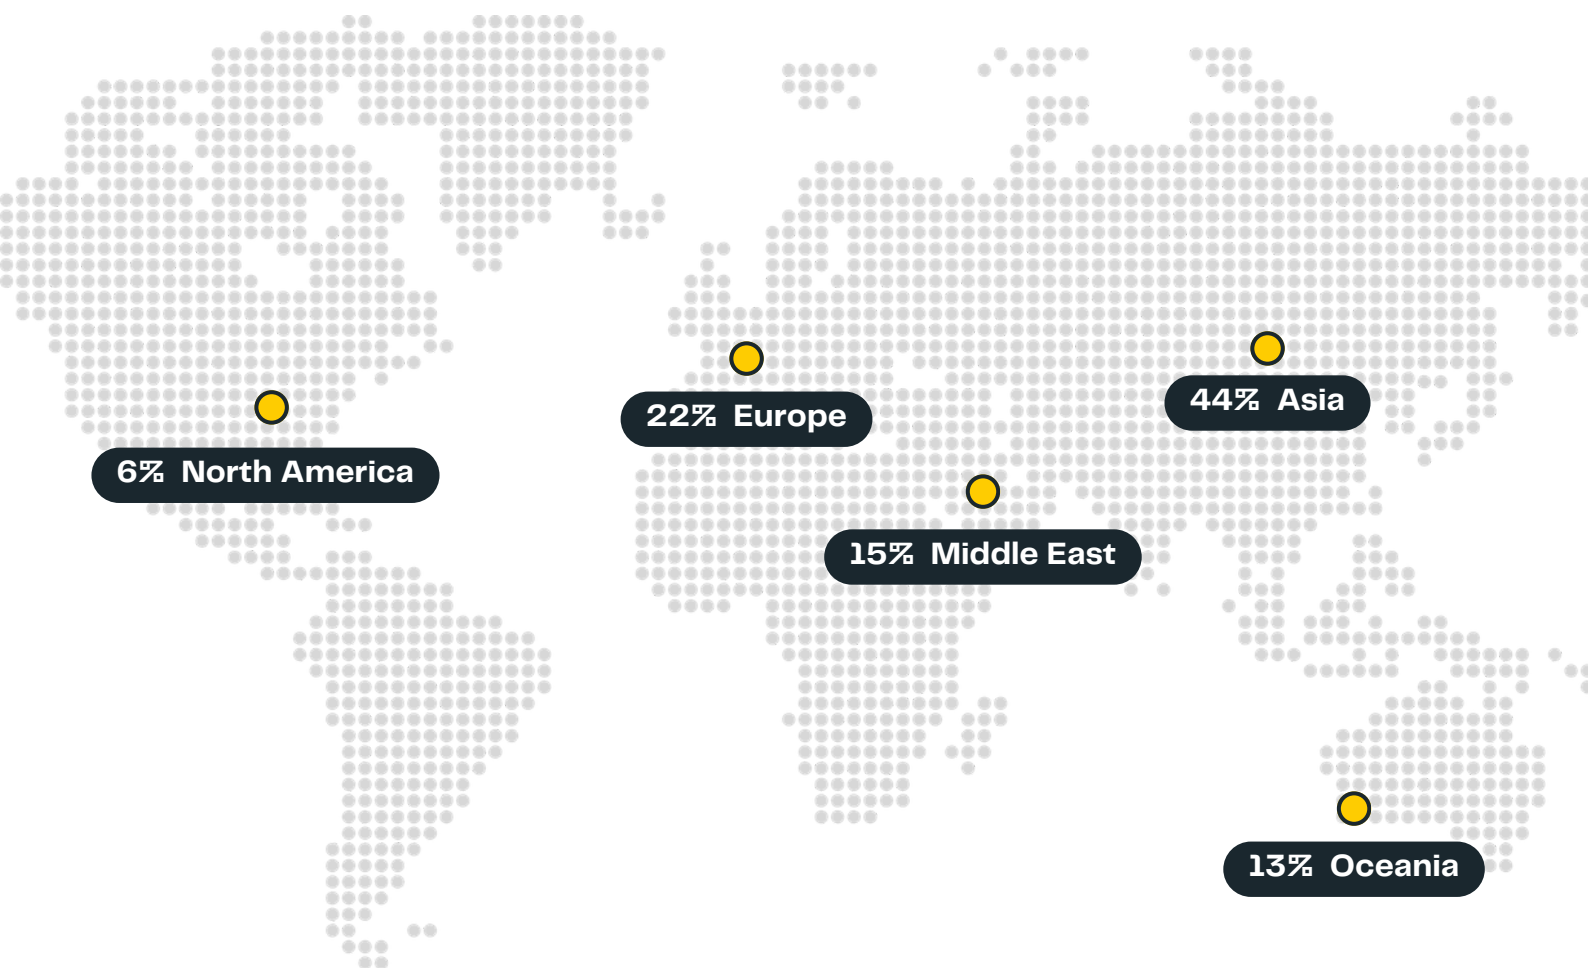 44% Asia
22% Europe
6% North America
15% Middle East
13% Oceania